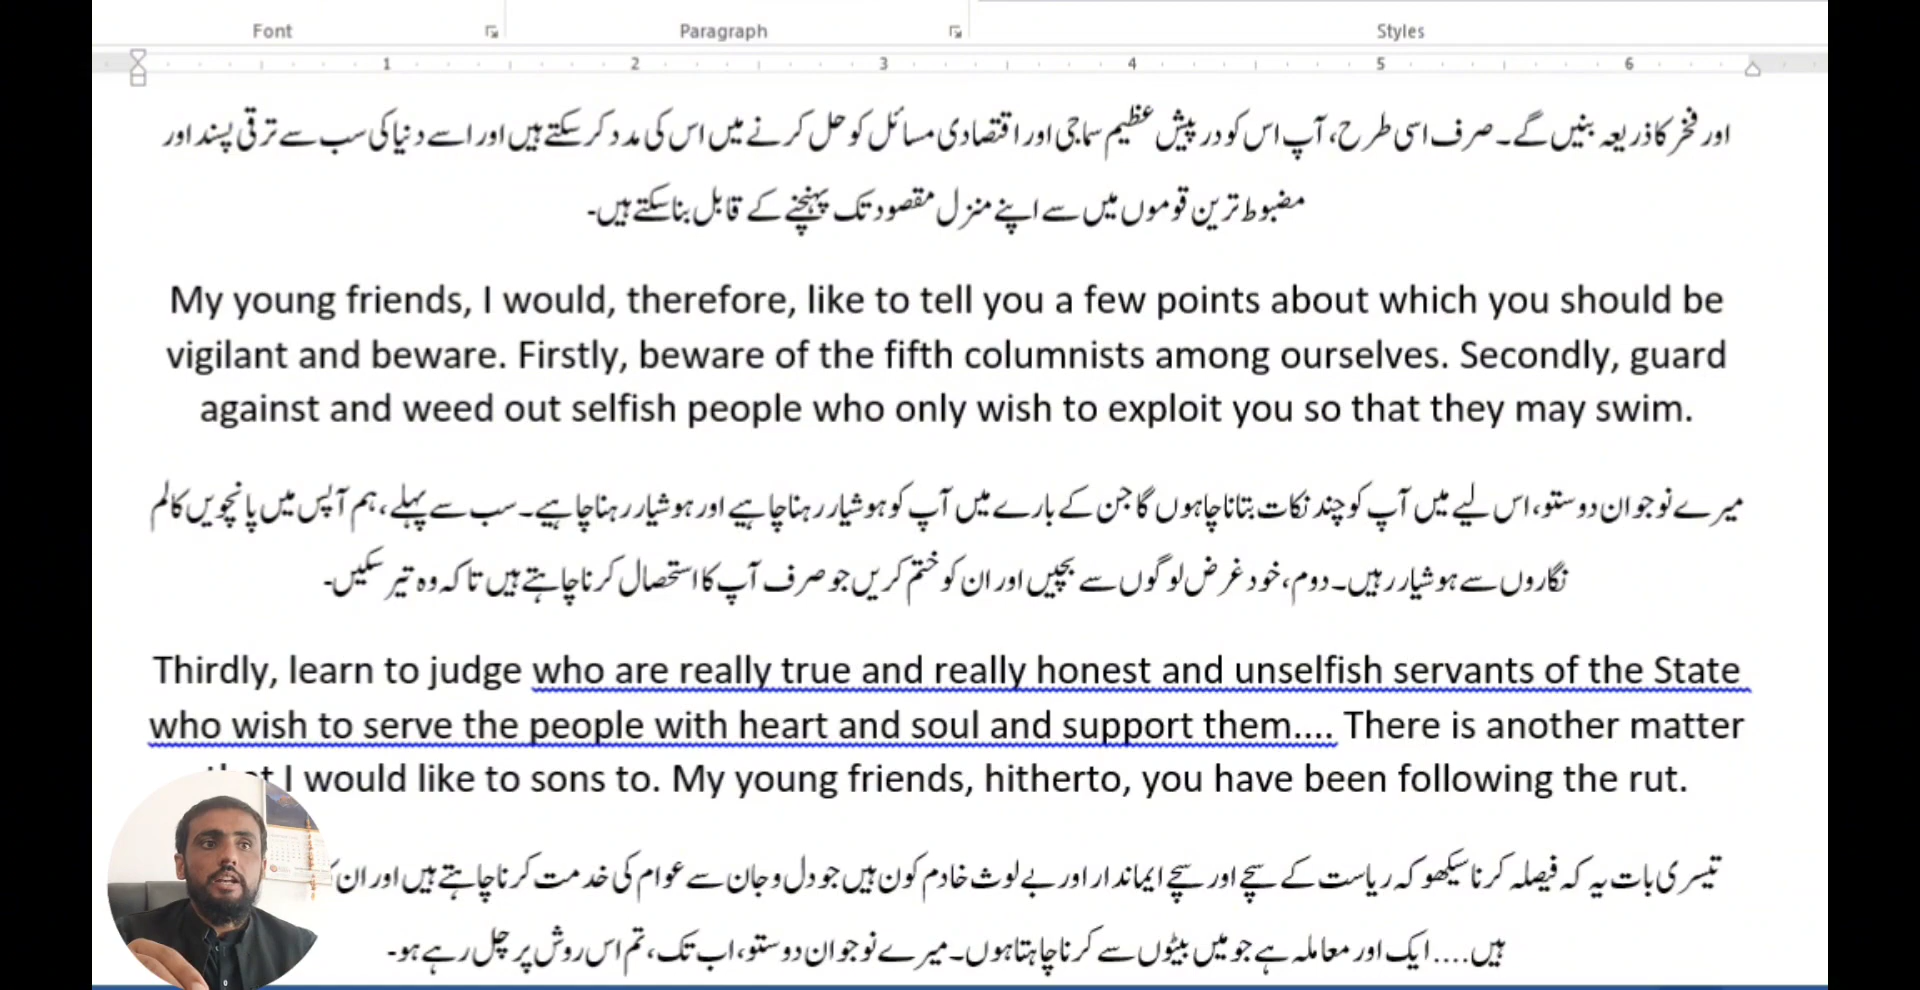 Font Paragraph Styles
1 2 3 4 5 6
اور فخر کا ذریعہ بنیں گے۔ صرف اسی طرح، آپ اس کو درپیش عظیم سماجی اور اقتصادی مسائل کو حل کرنے میں اس کی مدد کر سکتے ہیں اور اسے دنیا کی سب سے ترقی پسند اور
مضبوط ترین قوموں میں سے اپنے منزل مقصود تک پہنچنے کے قابل بنا سکتے ہیں۔
My young friends, I would, therefore, like to tell you a few points about which you should be
vigilant and beware. Firstly, beware of the fifth columnists among ourselves. Secondly, guard
against and weed out selfish people who only wish to exploit you so that they may swim.
میرے نوجوان دوستو، اس لیے میں آپ کو چند نکات بتانا چاہوں گا جن کے بارے میں آپ کو ہوشیار رہنا چاہیے اور ہوشیار رہنا چاہیے۔ سب سے پہلے، ہم آپس میں پانچویں کالم
نگاروں سے ہوشیار رہیں۔ دوم، خود غرض لوگوں سے بچیں اور ان کو ختم کریں جو صرف آپ کا استحصال کرنا چاہتے ہیں تاکہ وہ تیر سکیں۔
Thirdly, learn to judge who are really true and really honest and unselfish servants of the State
who wish to serve the people with heart and soul and support them.... There is another matter
I would like to sons to. My young friends, hitherto, you have been following the rut.
تیسری بات یہ کہ فیصلہ کرنا سیکھو کہ ریاست کے سچے اور سچے ایماندار اور بے لوث خادم کون ہیں جو دل و جان سے عوام کی خدمت کرنا چاہتے ہیں اور ان
ہیں.... ایک اور معاملہ ہے جو میں بیٹوں سے کرنا چاہتا ہوں۔ میرے نوجوان دوستو، اب تک، تم اس روش پر چل رہے ہو۔